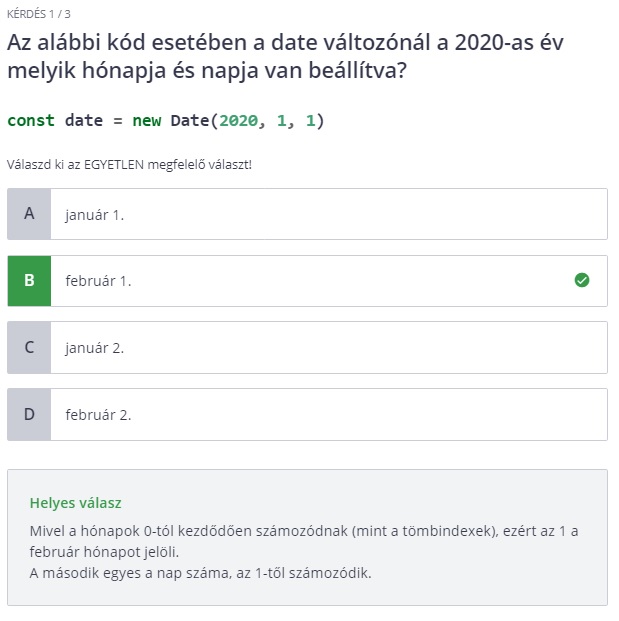 KÉRDÉS 1 / 3
Az alábbi kód esetében a date változónál a 2020-as év
melyik hónapja és napja van beállítva?
const date = new Date(2020, 1, 1)
Válaszd ki az EGYETLEN megfelelő választ!
A január 1.
B február 1.
C január 2.
D február 2.
Helyes válasz
Mivel a hónapok 0-tól kezdődően számozódnak (mint a tömbindexek), ezért az 1 a
február hónapot jelöli.
A második egyes a nap száma, az 1-től számozódik.